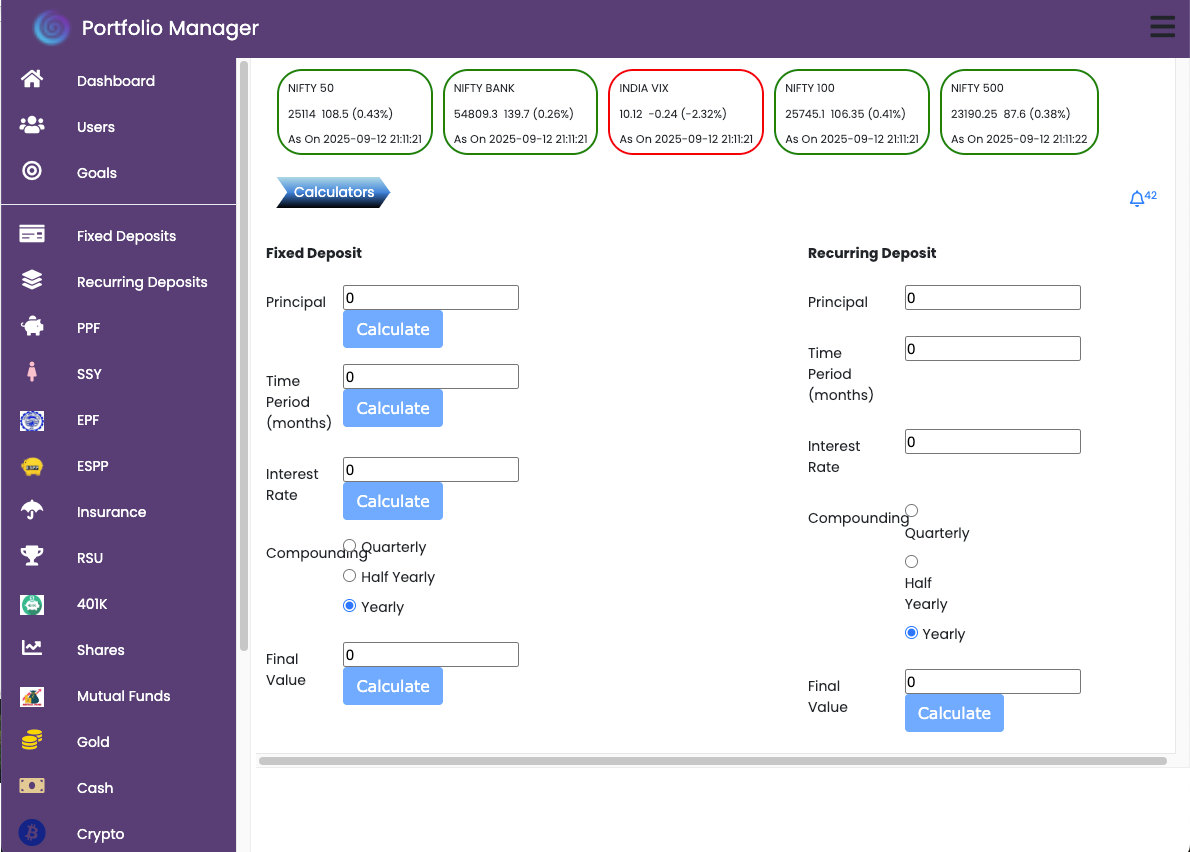 Portfolio Manager
Dashboard
Users
Goals
Fixed Deposits
Recurring Deposits
PPF
SSY
EPF
ESPP
Insurance
RSU
401K
Shares
Mutual Funds
Gold
Cash
Crypto
NIFTY 50
25114 108.5 (0.43%)
As On 2025-09-12 21:11:21
NIFTY BANK
54809.3 139.7 (0.26%)
As On 2025-09-12 21:11:21
INDIA VIX
10.12 -0.24 (-2.32%)
As On 2025-09-12 21:11:21
NIFTY 100
25745.1 106.35 (0.41%)
As On 2025-09-12 21:11:21
NIFTY 500
23190.25 87.6 (0.38%)
As On 2025-09-12 21:11:22
Calculators
42
Fixed Deposit
Principal
0
Calculate
Time
Period
(months)
0
Calculate
Interest
Rate
0
Calculate
Compounding
Quarterly
Half Yearly
Yearly
Final
Value
0
Calculate
Recurring Deposit
Principal
0
Time
Period
(months)
0
Interest
Rate
0
Compounding
Quarterly
Half
Yearly
Yearly
Final
Value
0
Calculate